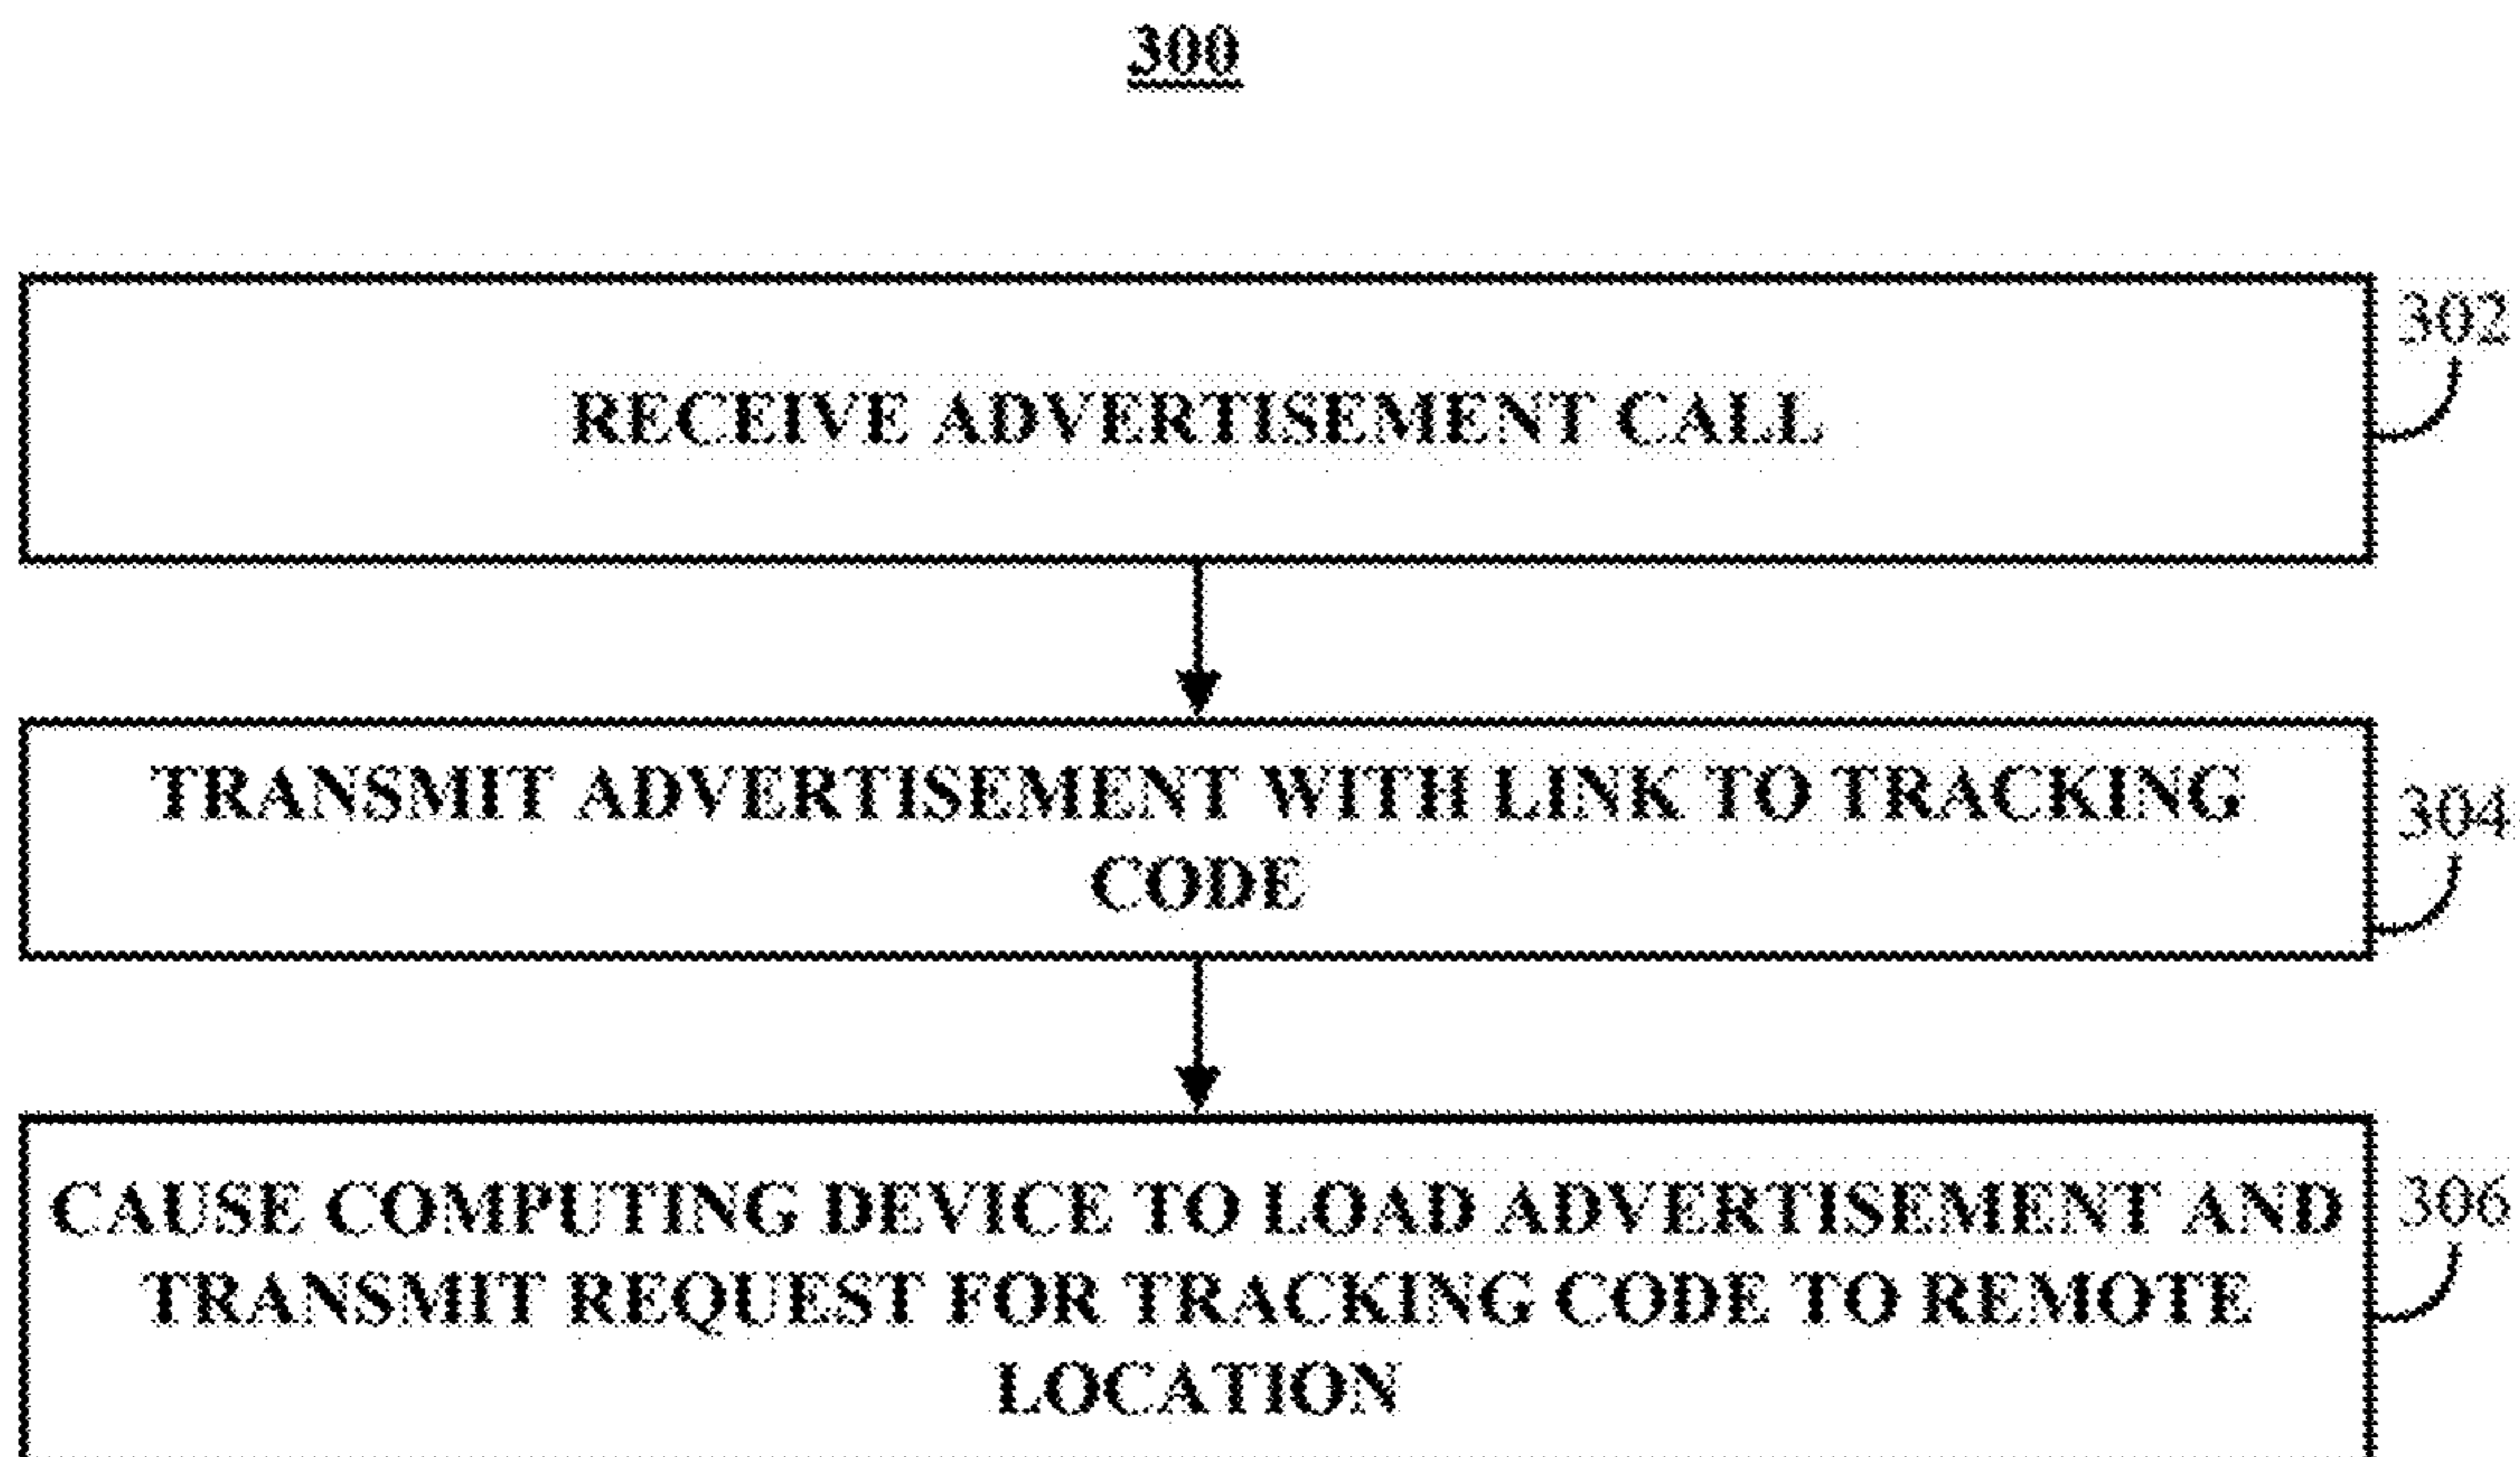 300
RECEIVE ADVERTISEMENT CALL
302
TRANSMIT ADVERTISEMENT WITH LINK TO TRACKING
CODE
304
CAUSE COMPUTING DEVICE TO LOAD ADVERTISEMENT AND
TRANSMIT REQUEST FOR TRACKING CODE TO REMOTE
LOCATION
306